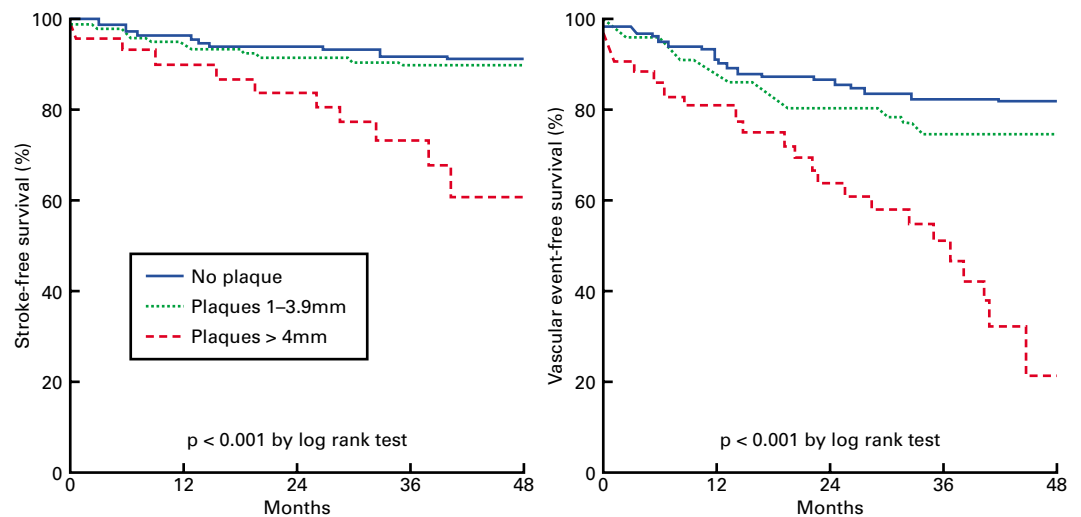 Stroke-free survival (%)
100
80
60
40
20
0
No plaque
Plaques 1–3.9mm
Plaques > 4mm
p < 0.001 by log rank test
0 12 24 36 48
Months
Vascular event-free survival (%)
100
80
60
40
20
0
p < 0.001 by log rank test
0 12 24 36 48
Months